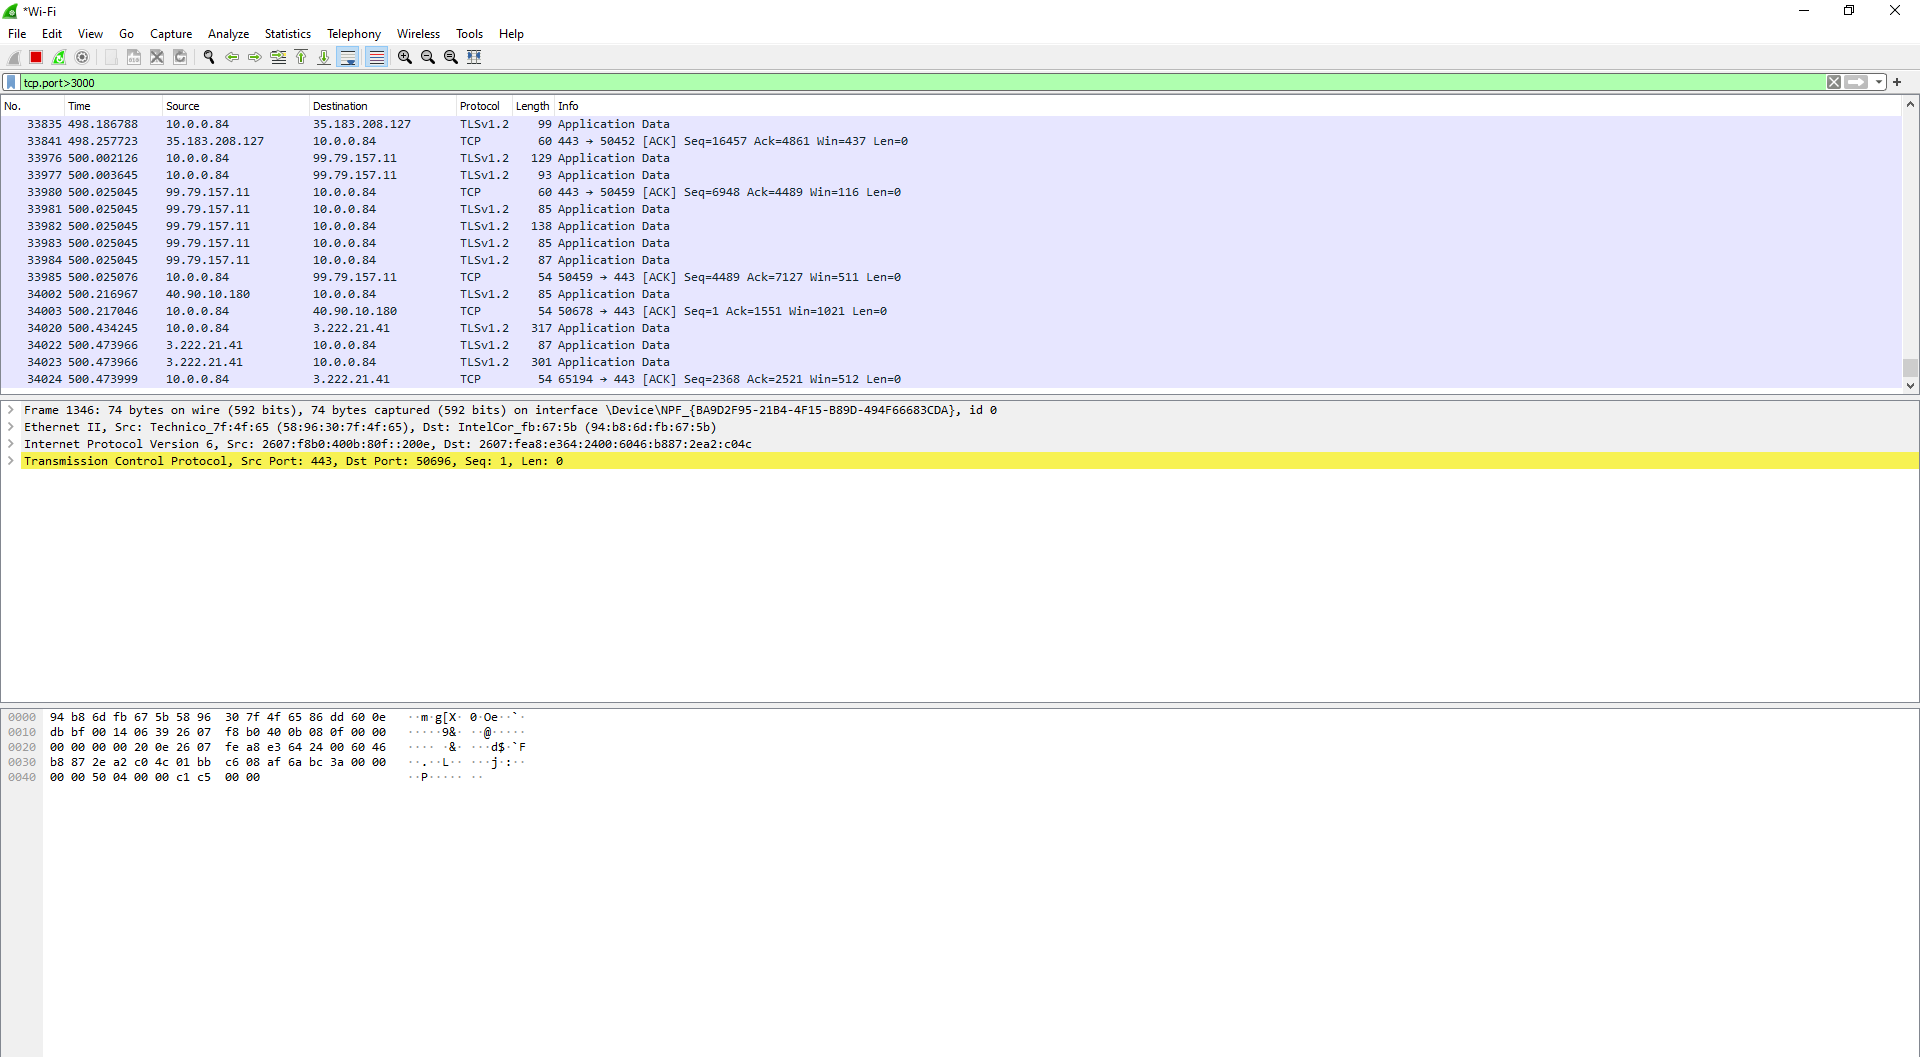 *Wi-Fi
File Edit View Go Capture Analyze Statistics Telephony Wireless Tools Help
tcp.port>3000
No. Time Source Destination Protocol Length Info
33835 498.186788 10.0.0.84 35.183.208.127 TLSv1.2 99 Application Data
33841 498.257723 35.183.208.127 10.0.0.84 TCP 60 443 → 50452 [ACK] Seq=16457 Ack=4861 Win=437 Len=0
33976 500.002126 10.0.0.84 99.79.157.11 TLSv1.2 129 Application Data
33977 500.003645 10.0.0.84 99.79.157.11 TLSv1.2 93 Application Data
33980 500.025045 99.79.157.11 10.0.0.84 TCP 60 443 → 50459 [ACK] Seq=6948 Ack=4489 Win=116 Len=0
33981 500.025045 99.79.157.11 10.0.0.84 TLSv1.2 85 Application Data
33982 500.025045 99.79.157.11 10.0.0.84 TLSv1.2 138 Application Data
33983 500.025045 99.79.157.11 10.0.0.84 TLSv1.2 85 Application Data
33984 500.025045 99.79.157.11 10.0.0.84 TLSv1.2 87 Application Data
33985 500.025076 10.0.0.84 99.79.157.11 TCP 54 50459 → 443 [ACK] Seq=4489 Ack=7127 Win=511 Len=0
34002 500.216967 40.90.10.180 10.0.0.84 TLSv1.2 85 Application Data
34003 500.217046 10.0.0.84 40.90.10.180 TCP 54 50678 → 443 [ACK] Seq=1 Ack=1551 Win=1021 Len=0
34020 500.434245 10.0.0.84 3.222.21.41 TLSv1.2 317 Application Data
34022 500.473966 3.222.21.41 10.0.0.84 TLSv1.2 87 Application Data
34023 500.473966 3.222.21.41 10.0.0.84 TLSv1.2 301 Application Data
34024 500.473999 10.0.0.84 3.222.21.41 TCP 54 65194 → 443 [ACK] Seq=2368 Ack=2521 Win=512 Len=0
Frame 1346: 74 bytes on wire (592 bits), 74 bytes captured (592 bits) on interface \Device\NPF_{BA9D2F95-21B4-4F15-B89D-494F66683CDA}, id 0
Ethernet II, Src: Technico_7f:4f:65 (58:96:30:7f:4f:65), Dst: IntelCor_fb:67:5b (94:b8:6d:fb:67:5b)
Internet Protocol Version 6, Src: 2607:f8b0:400b:80f::200e, Dst: 2607:fea8:e364:2400:6046:b887:2ea2:c04c
Transmission Control Protocol, Src Port: 443, Dst Port: 50696, Seq: 1, Len: 0
0000 94 b8 6d fb 67 5b 58 96 30 7f 4f 65 86 dd 60 0e ··m·g[X· 0·Oe··`·
0010 db bf 00 14 06 39 26 07 f8 b0 40 0b 08 0f 00 00 ·····9&· ··@·····
0020 00 00 00 00 20 0e 26 07 fe a8 e3 64 24 00 60 46 ···· ·&· ···d$·`F
0030 b8 87 2e a2 c0 4c 01 bb c6 08 af 6a bc 3a 00 00 ··.··L·· ···j·:··
0040 00 00 50 04 00 00 c1 c5 00 00 ··P····· ··